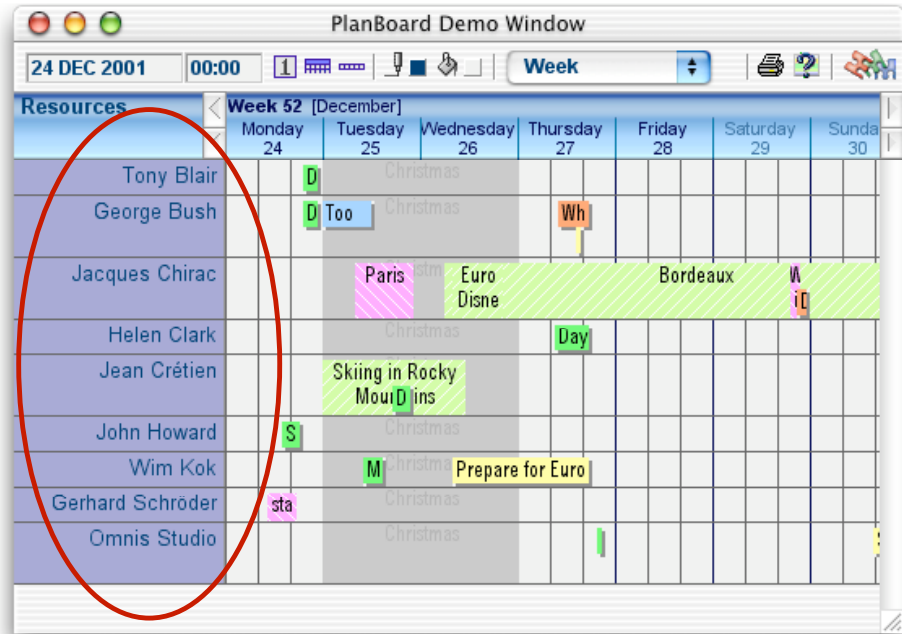 PlanBoard Demo Window
24 DEC 2001 00:00 1 Week
Resources Week 52 [December]
Monday Tuesday Wednesday Thursday Friday Saturday Sunda
24 25 26 27 28 29 30
Tony Blair D Christmas
George Bush D Too Christmas Wh
Jacques Chirac Paris Euro Bordeaux
Disne
Helen Clark Christmas Day
Jean Crétien Skiing in Rocky
D ins
John Howard S Christmas
Wim Kok M Christma Prepare for Euro
Gerhard Schröder sta Christmas
Omnis Studio Christmas